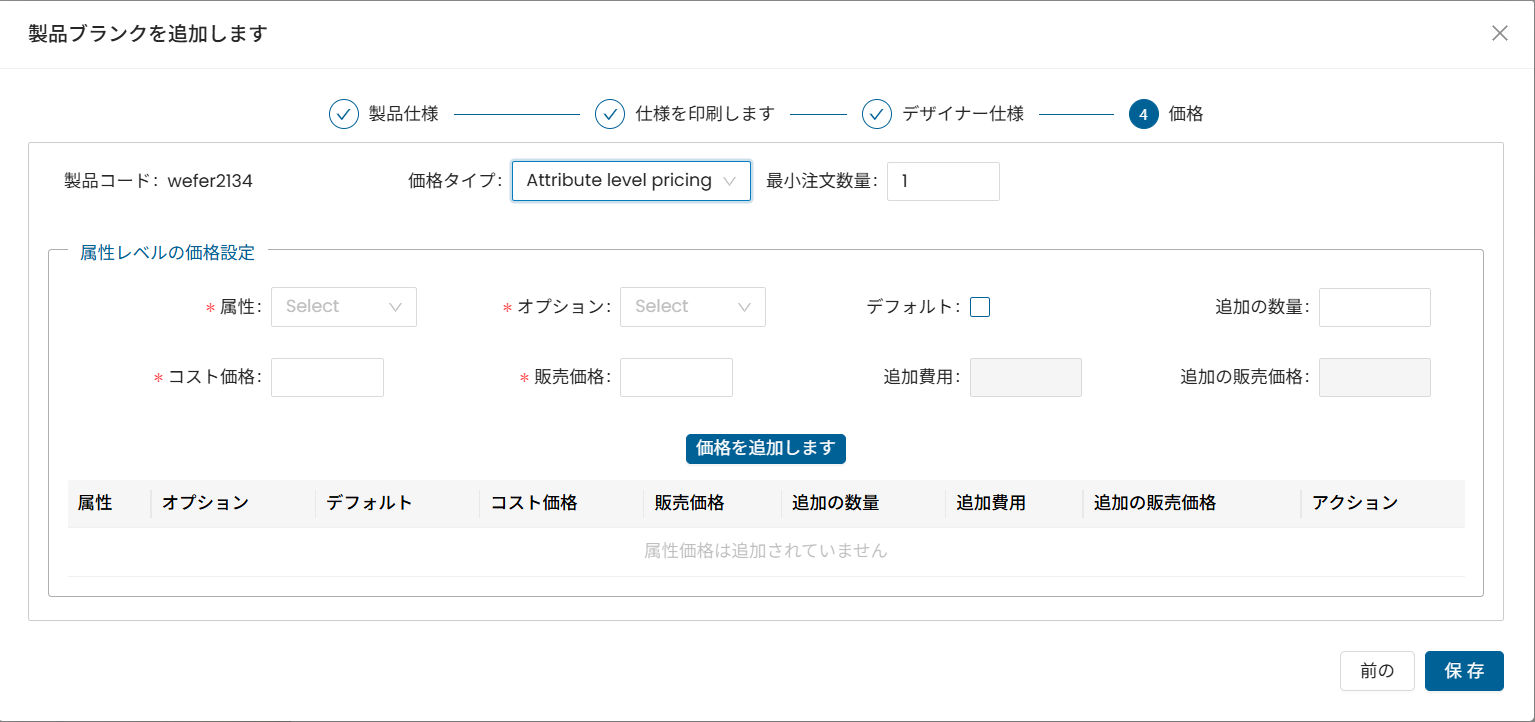 製品ブランクを追加します
製品仕様 仕様を印刷します デザイナー仕様 4 価格
製品コード: wefer2134 価格タイプ: Attribute level pricing 最小注文数量: 1
属性レベルの価格設定
* 属性: Select * オプション: Select デフォルト: 追加の数量:
* コスト価格: * 販売価格: 追加費用: 追加の販売価格:
価格を追加します
属性 オプション デフォルト コスト価格 販売価格 追加の数量 追加費用 追加の販売価格 アクション
属性価格は追加されていません
前の 保存